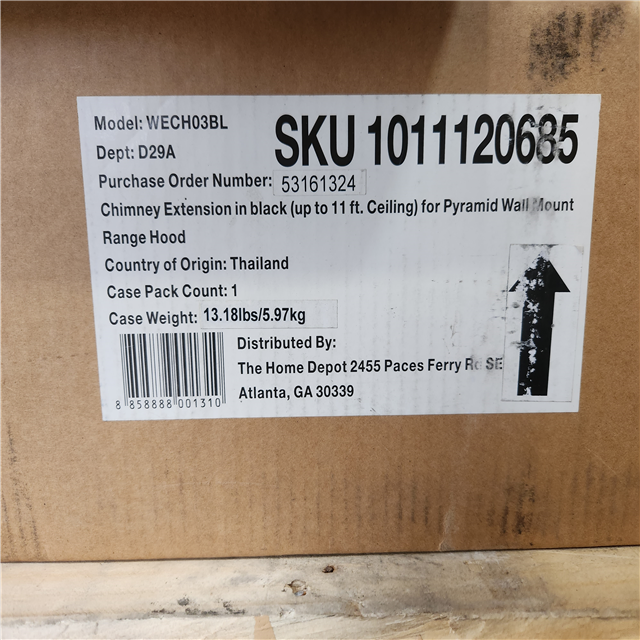 Model: WECH03BL
SKU 1011120685
Dept: D29A
Purchase Order Number: 53161324
Chimney Extension in black (up to 11 ft. Ceiling) for Pyramid Wall Mount
Range Hood
Country of Origin: Thailand
Case Pack Count: 1
Case Weight: 13.18lbs/5.97kg
Distributed By:
The Home Depot 2455 Paces Ferry Rd SE
Atlanta, GA 30339
8 858888 001310